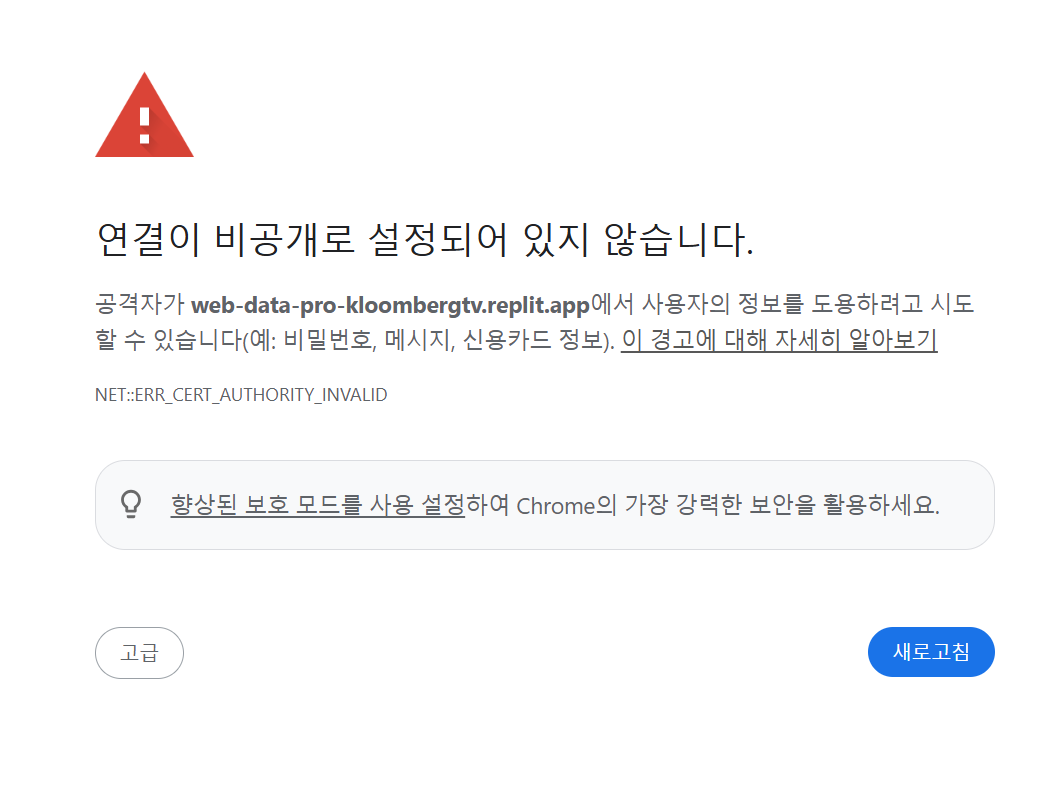 연결이 비공개로 설정되어 있지 않습니다.
공격자가 web-data-pro-kloombergtv.replit.app에서 사용자의 정보를 도용하려고 시도
할 수 있습니다(예: 비밀번호, 메시지, 신용카드 정보). 이 경고에 대해 자세히 알아보기
NET::ERR_CERT_AUTHORITY_INVALID
향상된 보호 모드를 사용 설정하여 Chrome의 가장 강력한 보안을 활용하세요.
고급
새로고침